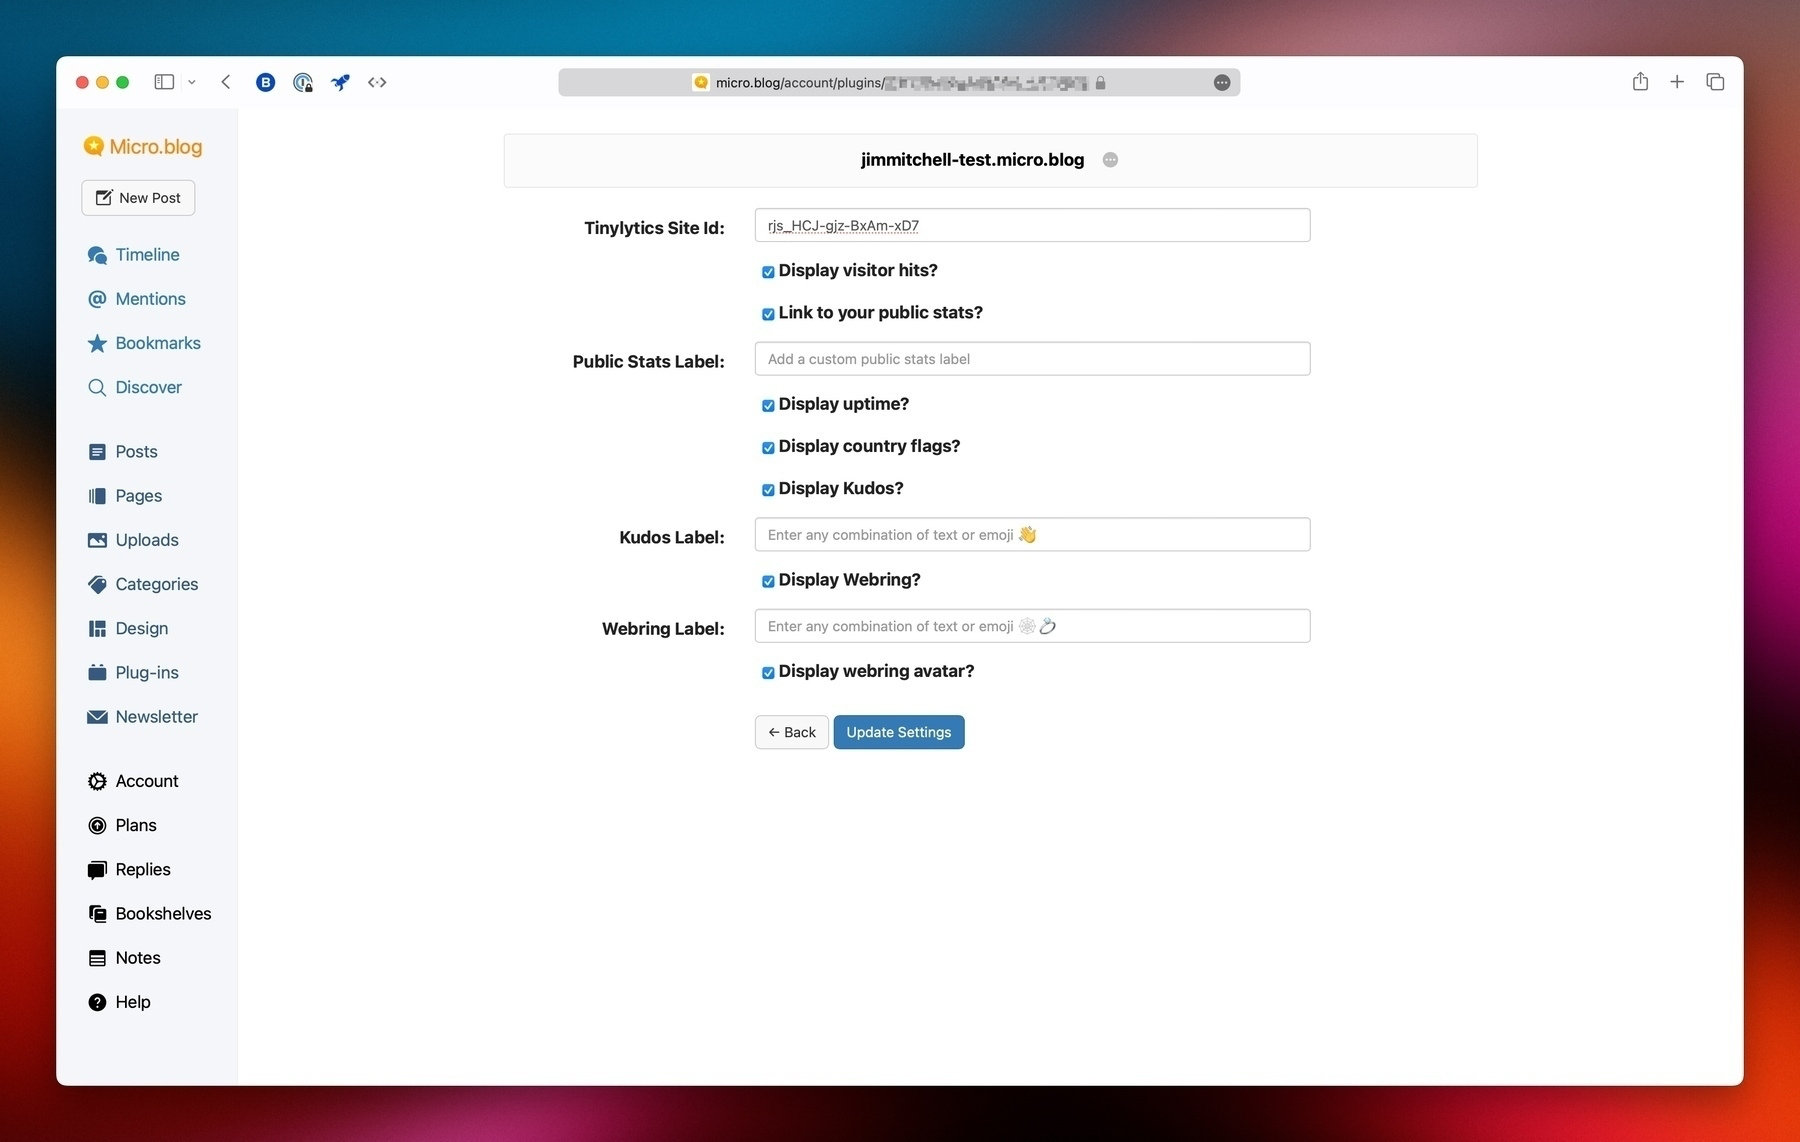 B
micro.blog/account/plugins/
Micro.blog
New Post
Timeline
Mentions
Bookmarks
Discover
Posts
Pages
Uploads
Categories
Design
Plug-ins
Newsletter
Account
Plans
Replies
Bookshelves
Notes
Help
jimmitchell-test.micro.blog
Tinylytics Site Id: rjs_HCJ-gjz-BxAm-xD7
Display visitor hits?
Link to your public stats?
Public Stats Label: Add a custom public stats label
Display uptime?
Display country flags?
Display Kudos?
Kudos Label: Enter any combination of text or emoji 👋
Display Webring?
Webring Label: Enter any combination of text or emoji 🕸️💍
Display webring avatar?
← Back Update Settings